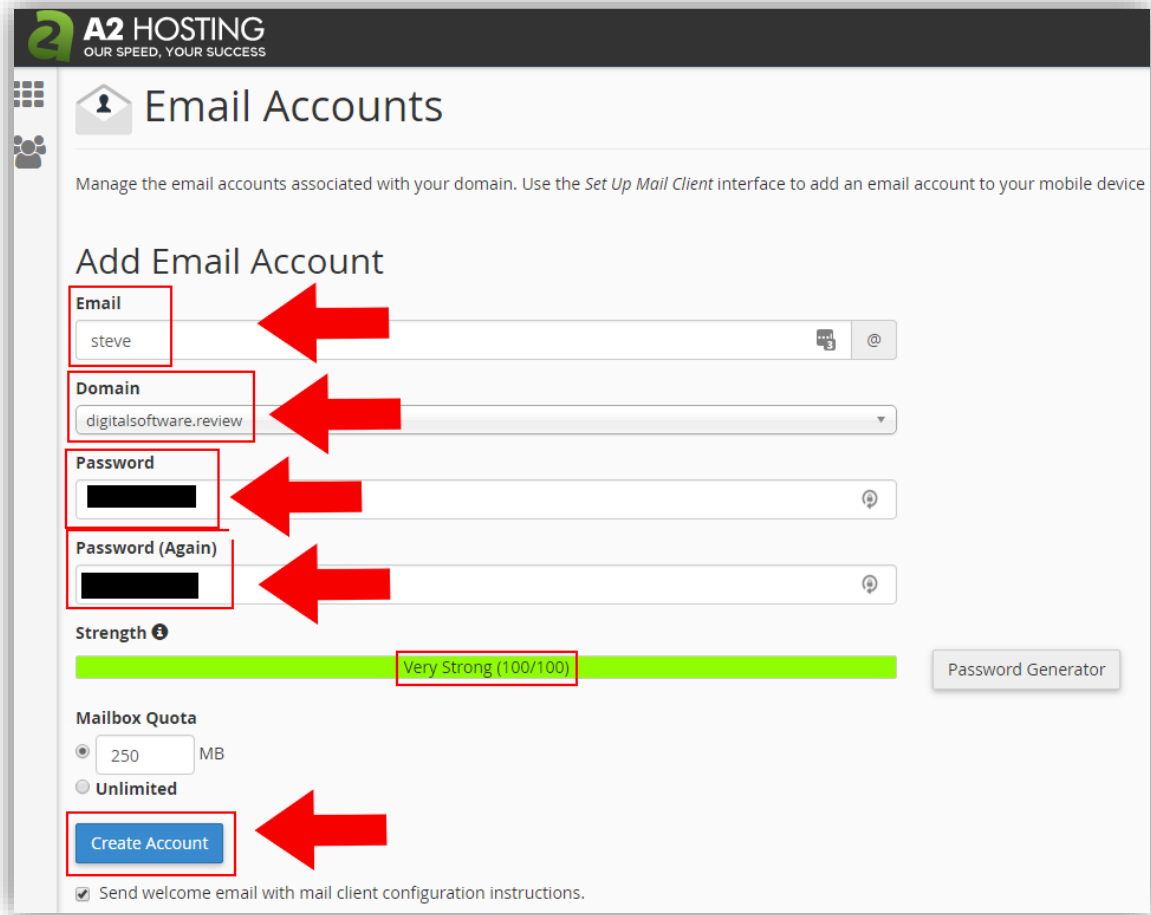 A2 HOSTING
OUR SPEED, YOUR SUCCESS
Email Accounts
Manage the email accounts associated with your domain. Use the Set Up Mail Client interface to add an email account to your mobile device
Add Email Account
Email
steve
3
@
Domain
digitalsoftware.review
Password
Password (Again)
Strength
Very Strong (100/100)
Password Generator
Mailbox Quota
250 MB
Unlimited
Create Account
Send welcome email with mail client configuration instructions.